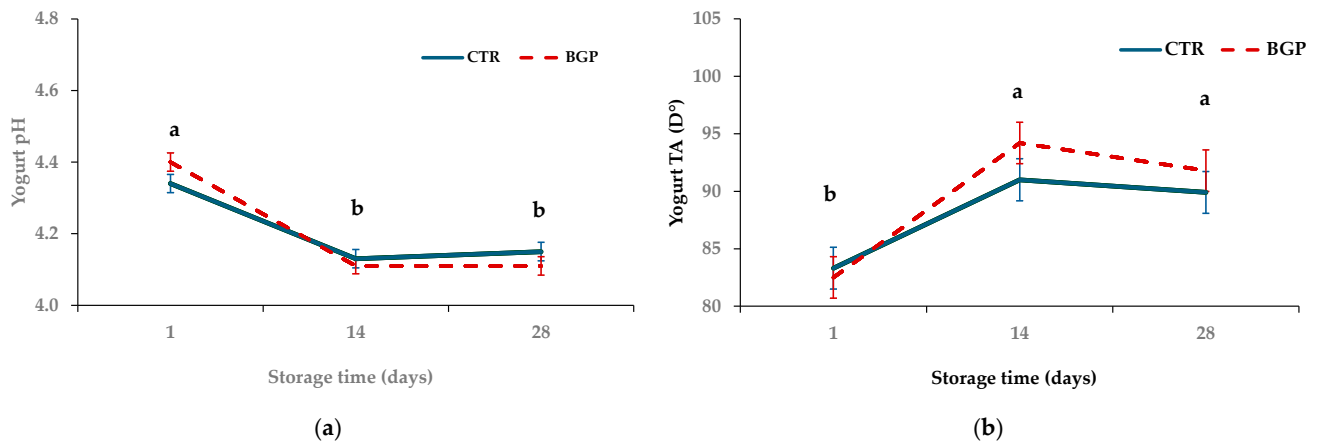 4.8
4.6
4.4
4.2
4.0
Yogurt pH
CTR BGP
a
b
b
1 14 28
Storage time (days)
(a)
105
100
95
90
85
80
Yogurt TA (D°)
CTR BGP
b
a
a
1 14 28
Storage time (days)
(b)